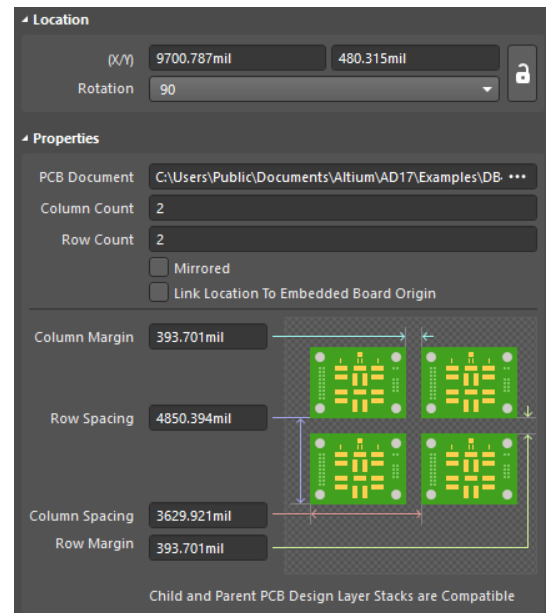 Location
(X/Y) 9700.787mil 480.315mil
Rotation 90
Properties
PCB Document C:\Users\Public\Documents\Altium\AD17\Examples\DB- •••
Column Count 2
Row Count 2
Mirrored
Link Location To Embedded Board Origin
Column Margin 393.701mil
Row Spacing 4850.394mil
Column Spacing 3629.921mil
Row Margin 393.701mil
Child and Parent PCB Design Layer Stacks are Compatible